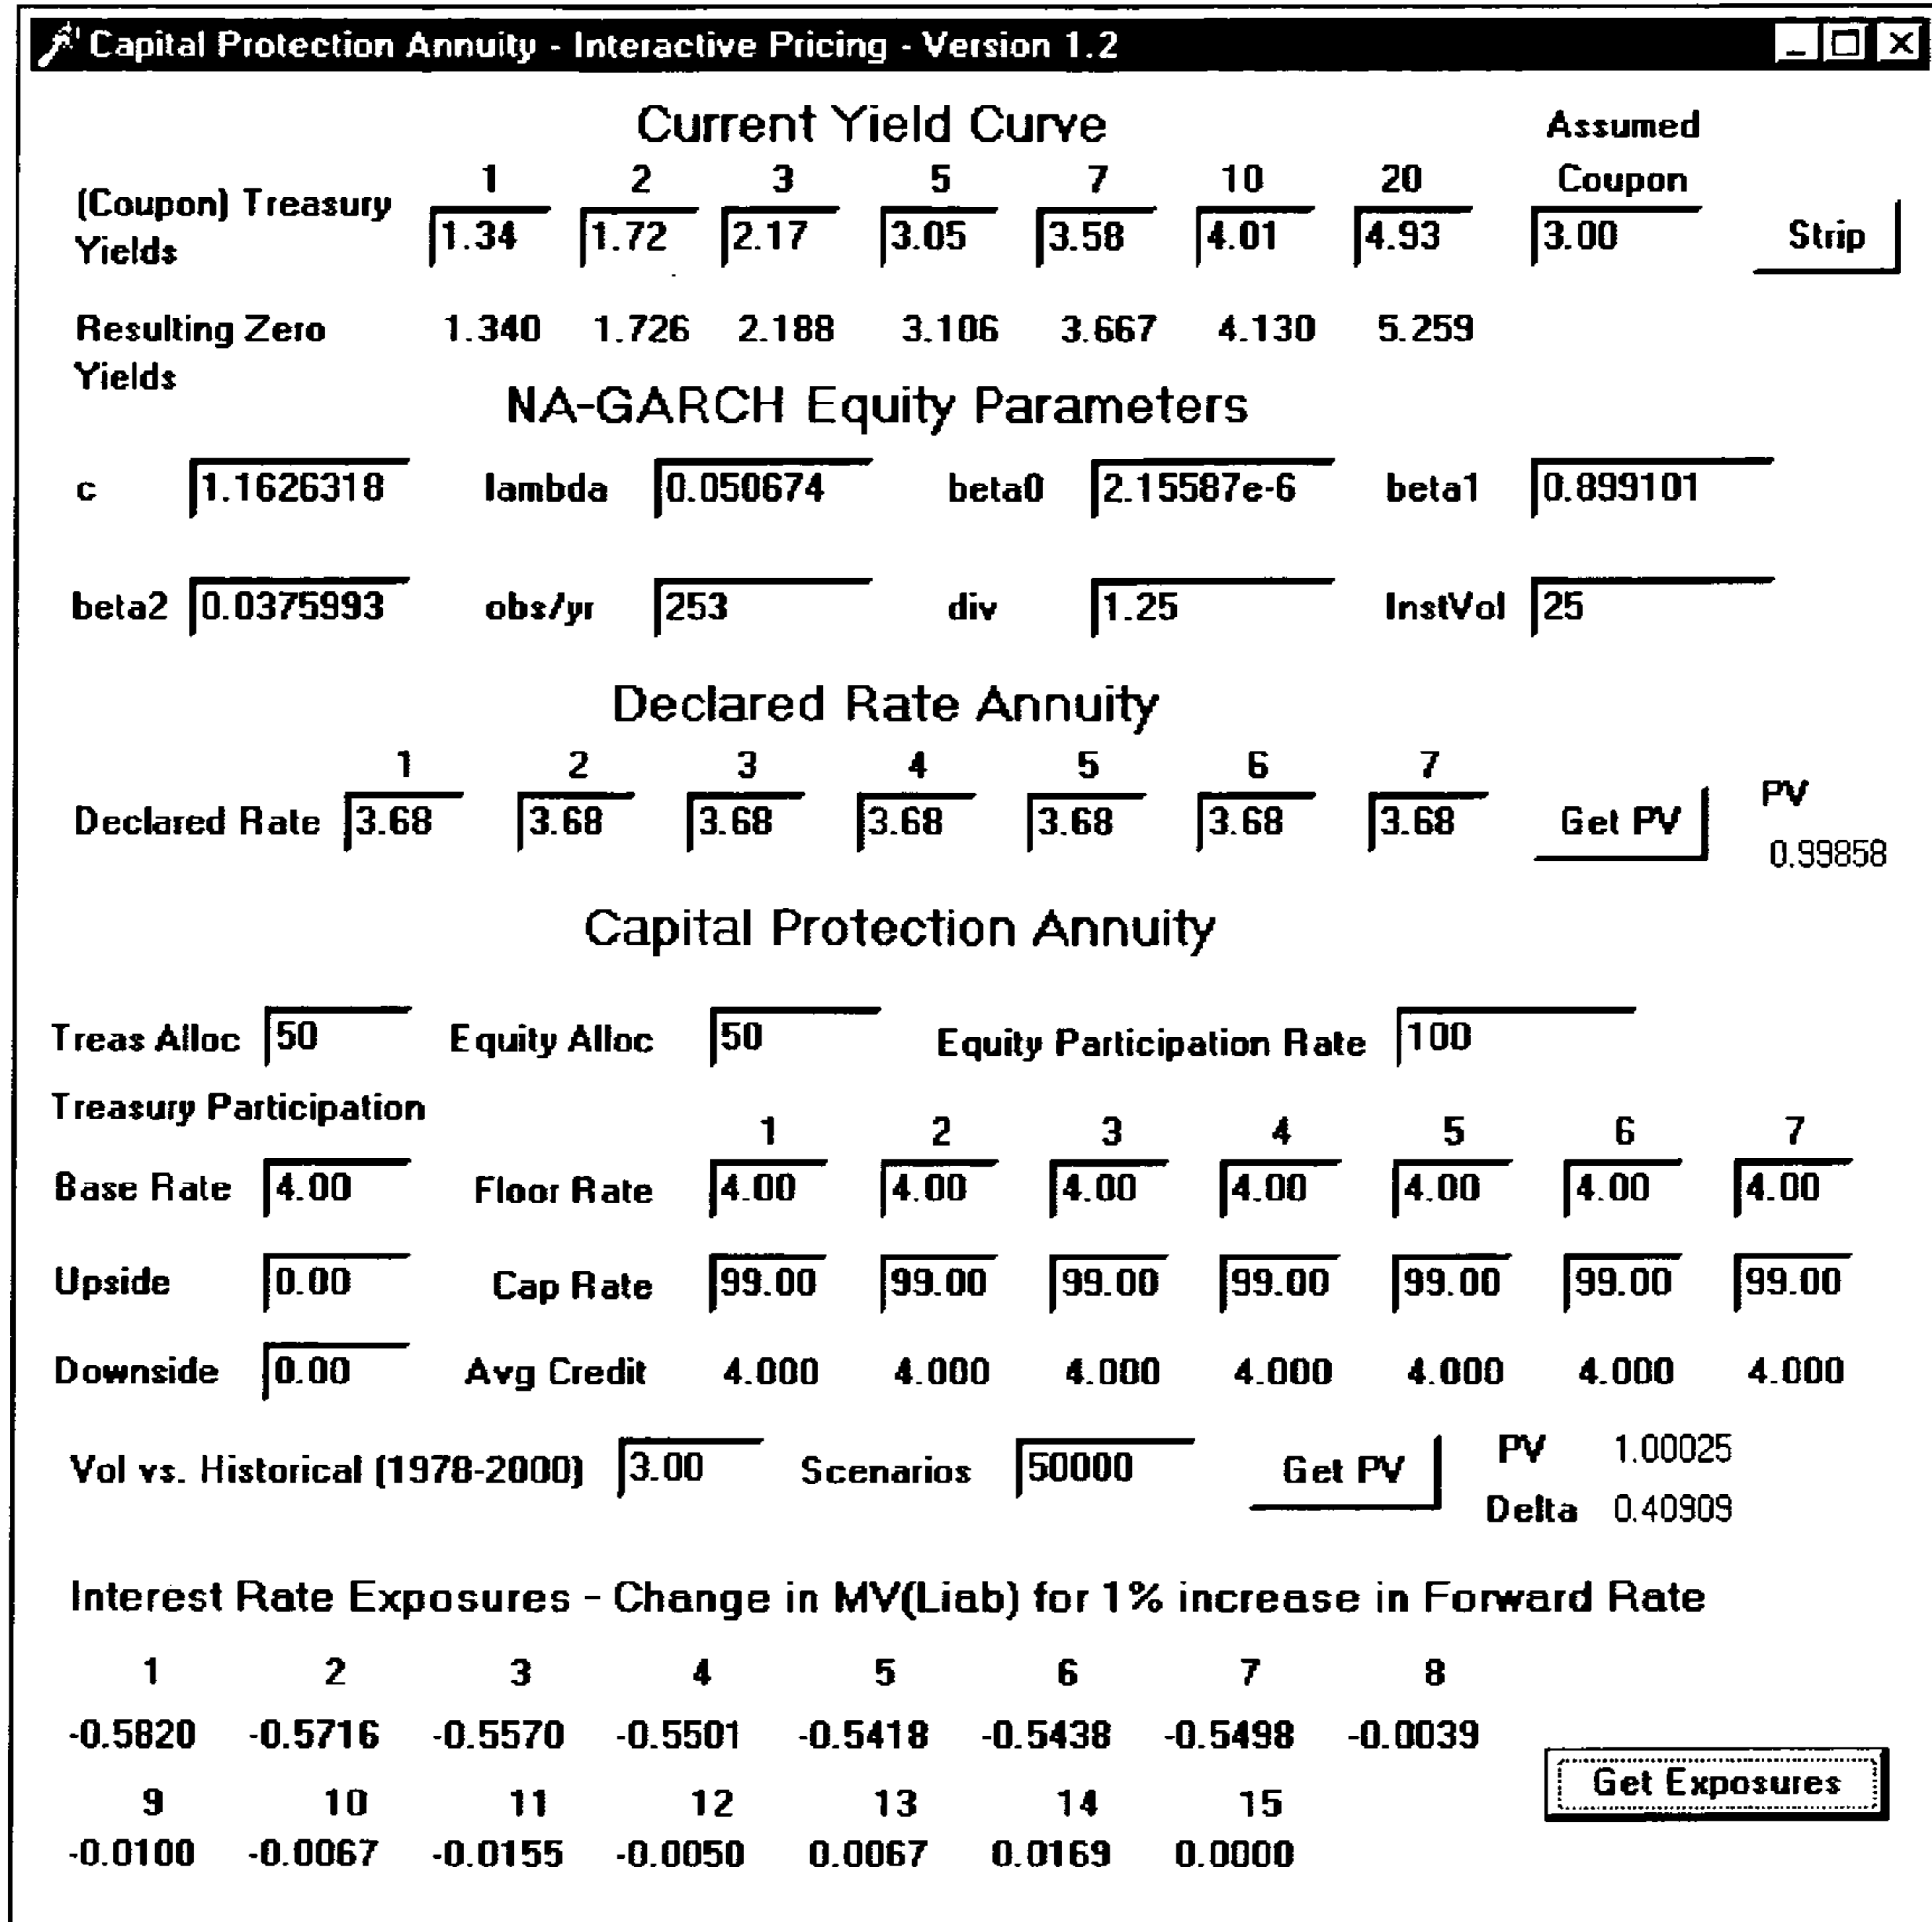 Capital Protection Annuity - Interactive Pricing - Version 1.2
Current Yield Curve
Assumed
1 2 3 5 7 10 20 Coupon
(Coupon) Treasury Yields 1.34 1.72 2.17 3.05 3.58 4.01 4.93 3.00 Strip
Resulting Zero Yields 1.340 1.726 2.188 3.106 3.667 4.130 5.259
NA-GARCH Equity Parameters
c 1.1626318 lambda 0.050674 beta0 2.15587e-6 beta1 0.899101
beta2 0.0375993 obs/yr 253 div 1.25 InstVol 25
Declared Rate Annuity
1 2 3 4 5 6 7 PV
Declared Rate 3.68 3.68 3.68 3.68 3.68 3.68 3.68 Get PV 0.99858
Capital Protection Annuity
Treas Alloc 50 Equity Alloc 50 Equity Participation Rate 100
Treasury Participation
1 2 3 4 5 6 7
Base Rate 4.00 Floor Rate 4.00 4.00 4.00 4.00 4.00 4.00 4.00
Upside 0.00 Cap Rate 99.00 99.00 99.00 99.00 99.00 99.00 99.00
Downside 0.00 Avg Credit 4.000 4.000 4.000 4.000 4.000 4.000 4.000
Vol vs. Historical (1978-2000) 3.00 Scenarios 50000 Get PV PV 1.00025
Delta 0.40909
Interest Rate Exposures - Change in MV(Liab) for 1% increase in Forward Rate
1 2 3 4 5 6 7 8
-0.5820 -0.5716 -0.5570 -0.5501 -0.5418 -0.5438 -0.5498 -0.0039
Get Exposures
9 10 11 12 13 14 15
-0.0100 -0.0067 -0.0155 -0.0050 0.0067 0.0169 0.0000